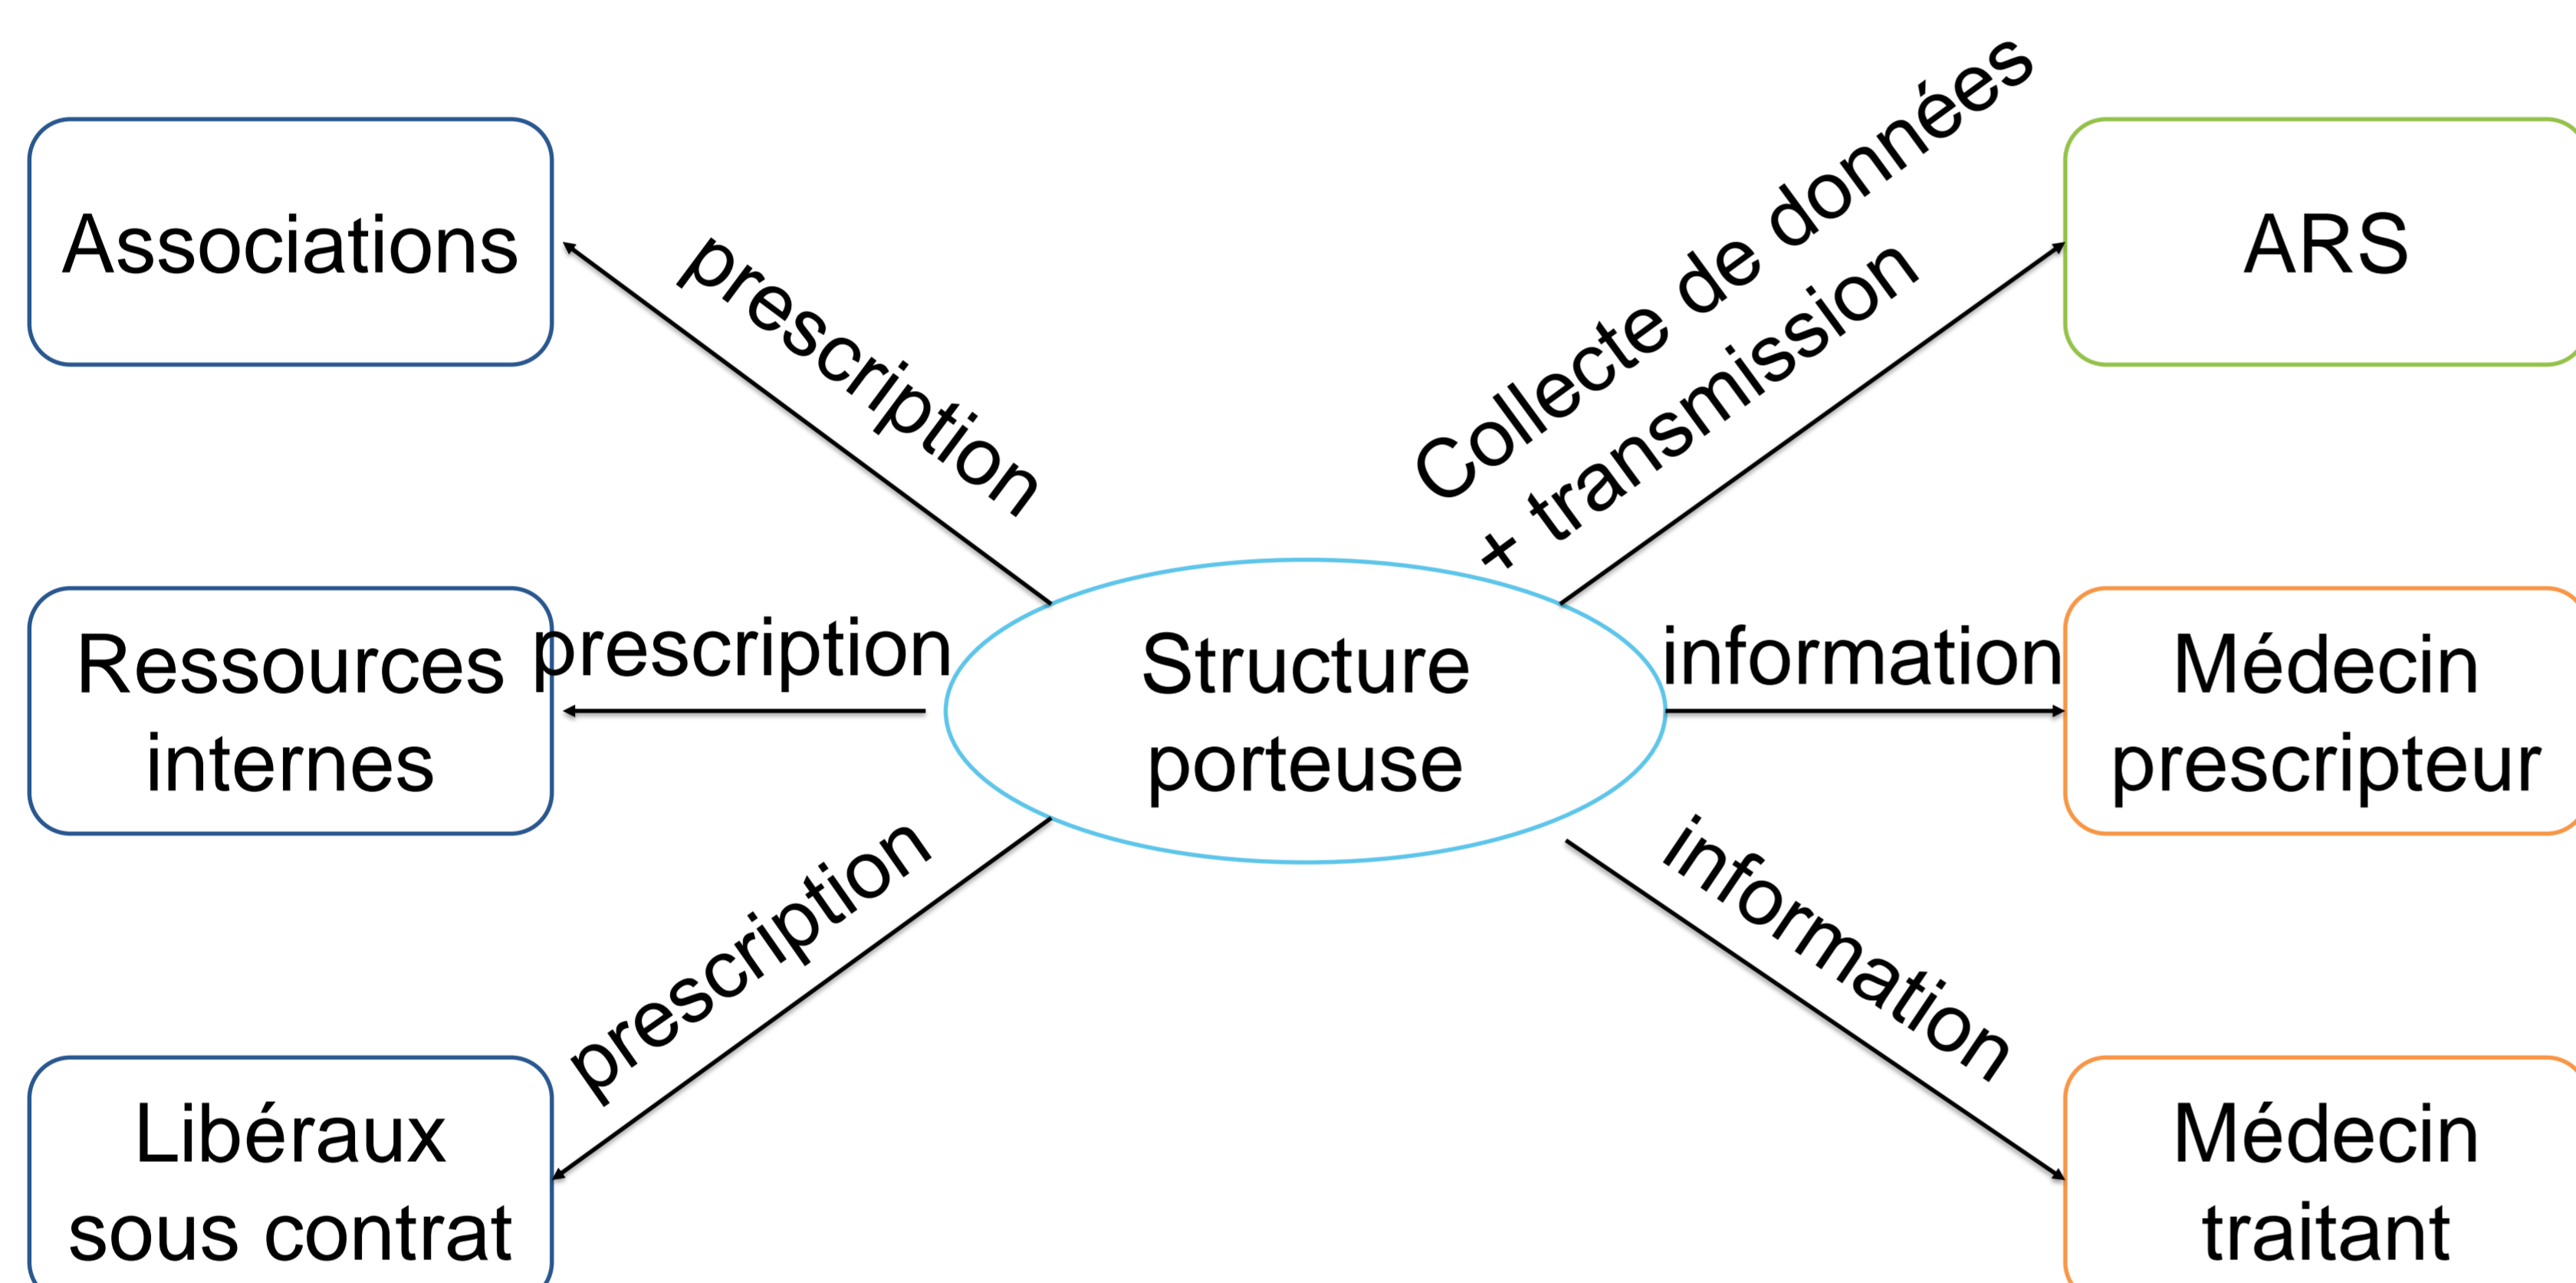 Associations
prescription
Collecte de données
+ transmission
ARS
Ressources
internes
prescription
Structure
porteuse
information
Médecin
prescripteur
prescription
information
Libéraux
sous contrat
Médecin
traitant